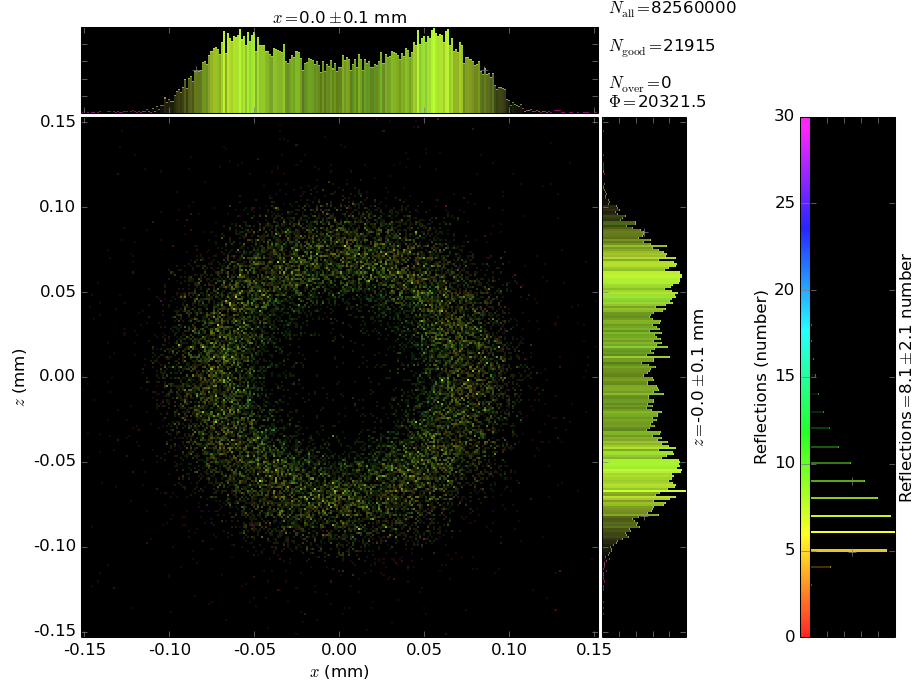 x=0.0±0.1 mm
N_all=82560000
N_good=21915
N_over=0
Φ=20321.5
0.15
0.10
0.05
0.00
-0.05
-0.10
-0.15
z (mm)
-0.15 -0.10 -0.05 0.00 0.05 0.10 0.15
x (mm)
z=-0.0±0.1 mm
30
25
20
15
10
5
0
Reflections (number)
Reflections=8.1±2.1 number